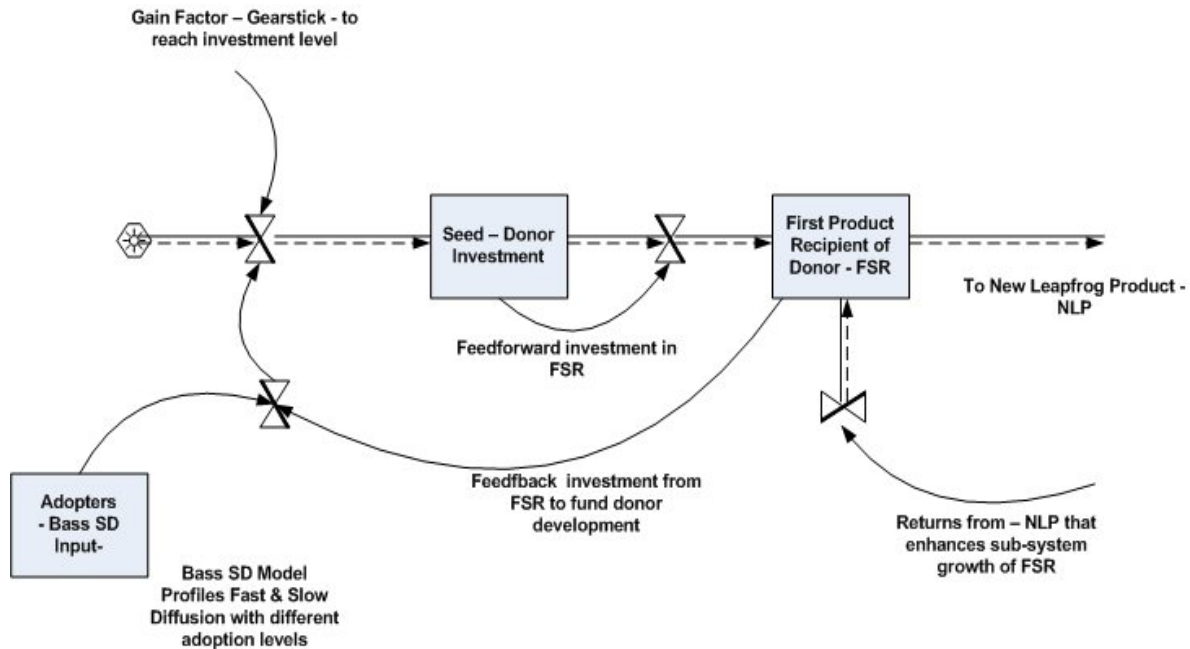 Gain Factor – Gearstick - to
reach investment level
Seed – Donor
Investment
First Product
Recipient of
Donor - FSR
To New Leapfrog Product -
NLP
Feedforward investment in
FSR
Adopters
- Bass SD
Input-
Feedfback  investment from
FSR to fund donor
development
Returns from – NLP that
enhances sub-system
growth of FSR
Bass SD Model
Profiles Fast & Slow
Diffusion with different
adoption levels